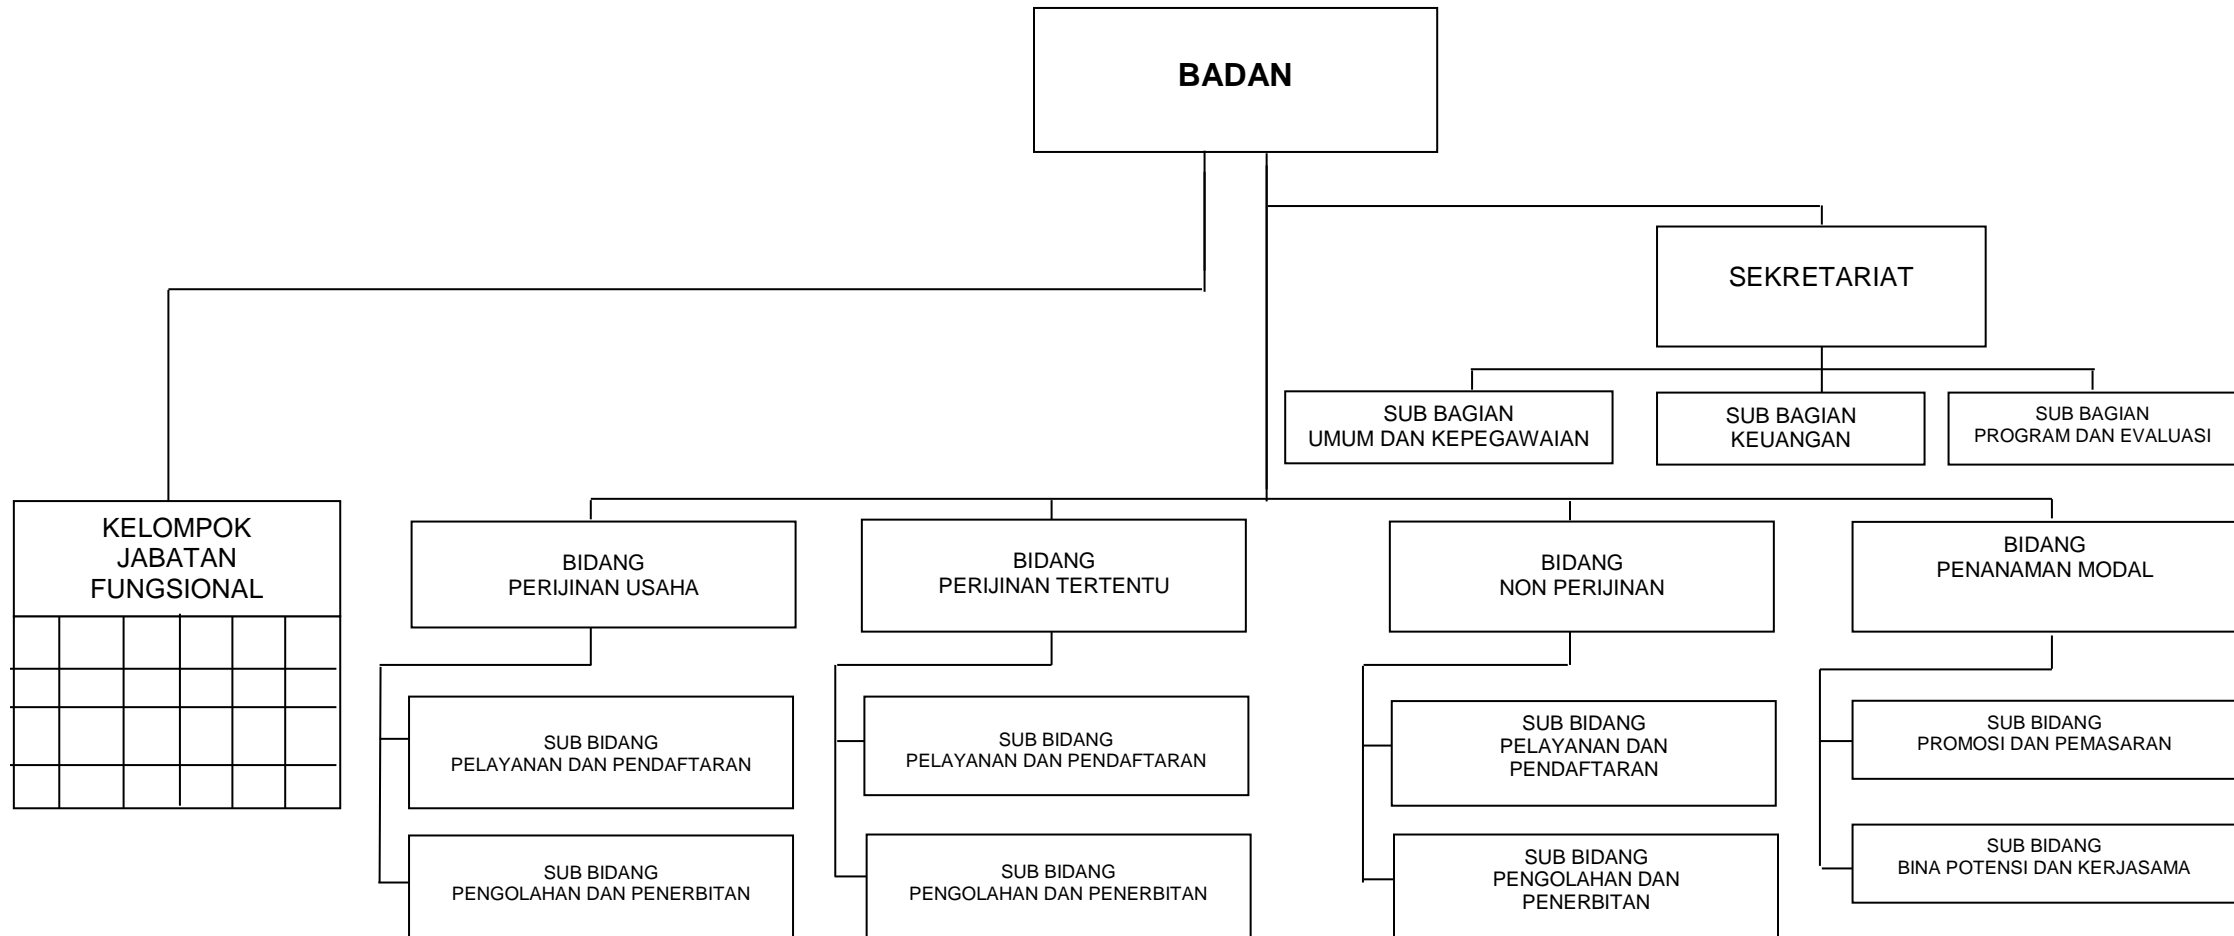 BADAN
SEKRETARIAT
SUB BAGIAN
UMUM DAN KEPEGAWAIAN
SUB BAGIAN
KEUANGAN
SUB BAGIAN
PROGRAM DAN EVALUASI
KELOMPOK
JABATAN
FUNGSIONAL
BIDANG
PERIJINAN USAHA
BIDANG
PERIJINAN TERTENTU
BIDANG
NON PERIJINAN
BIDANG
PENANAMAN MODAL
SUB BIDANG
PELAYANAN DAN PENDAFTARAN
SUB BIDANG
PELAYANAN DAN PENDAFTARAN
SUB BIDANG
PELAYANAN DAN
PENDAFTARAN
SUB BIDANG
PROMOSI DAN PEMASARAN
SUB BIDANG
PENGOLAHAN DAN PENERBITAN
SUB BIDANG
PENGOLAHAN DAN PENERBITAN
SUB BIDANG
PENGOLAHAN DAN
PENERBITAN
SUB BIDANG
BINA POTENSI DAN KERJASAMA